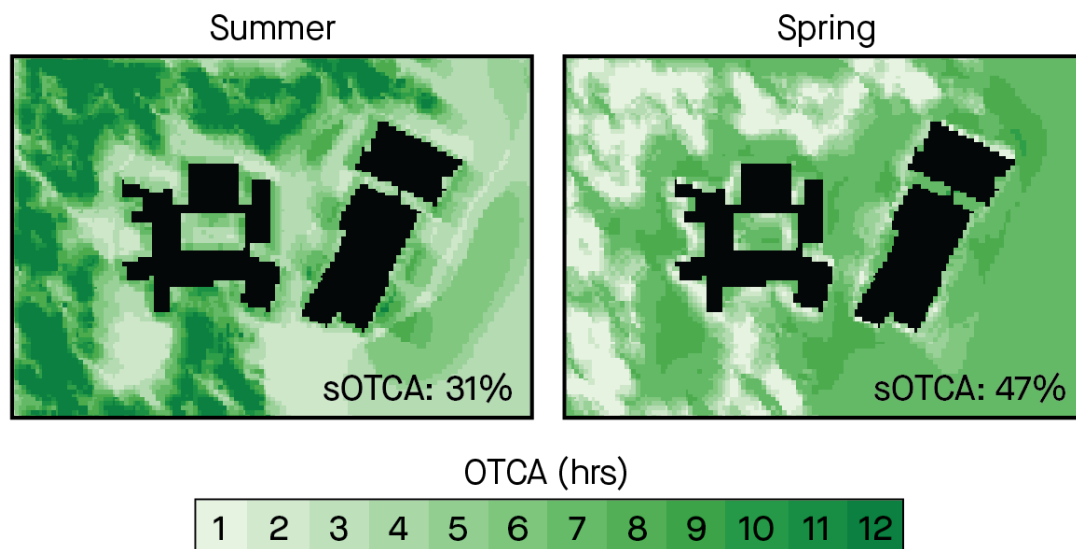 Summer
Spring
sOTCA: 31%
sOTCA: 47%
OTCA (hrs)
1 2 3 4 5 6 7 8 9 10 11 12